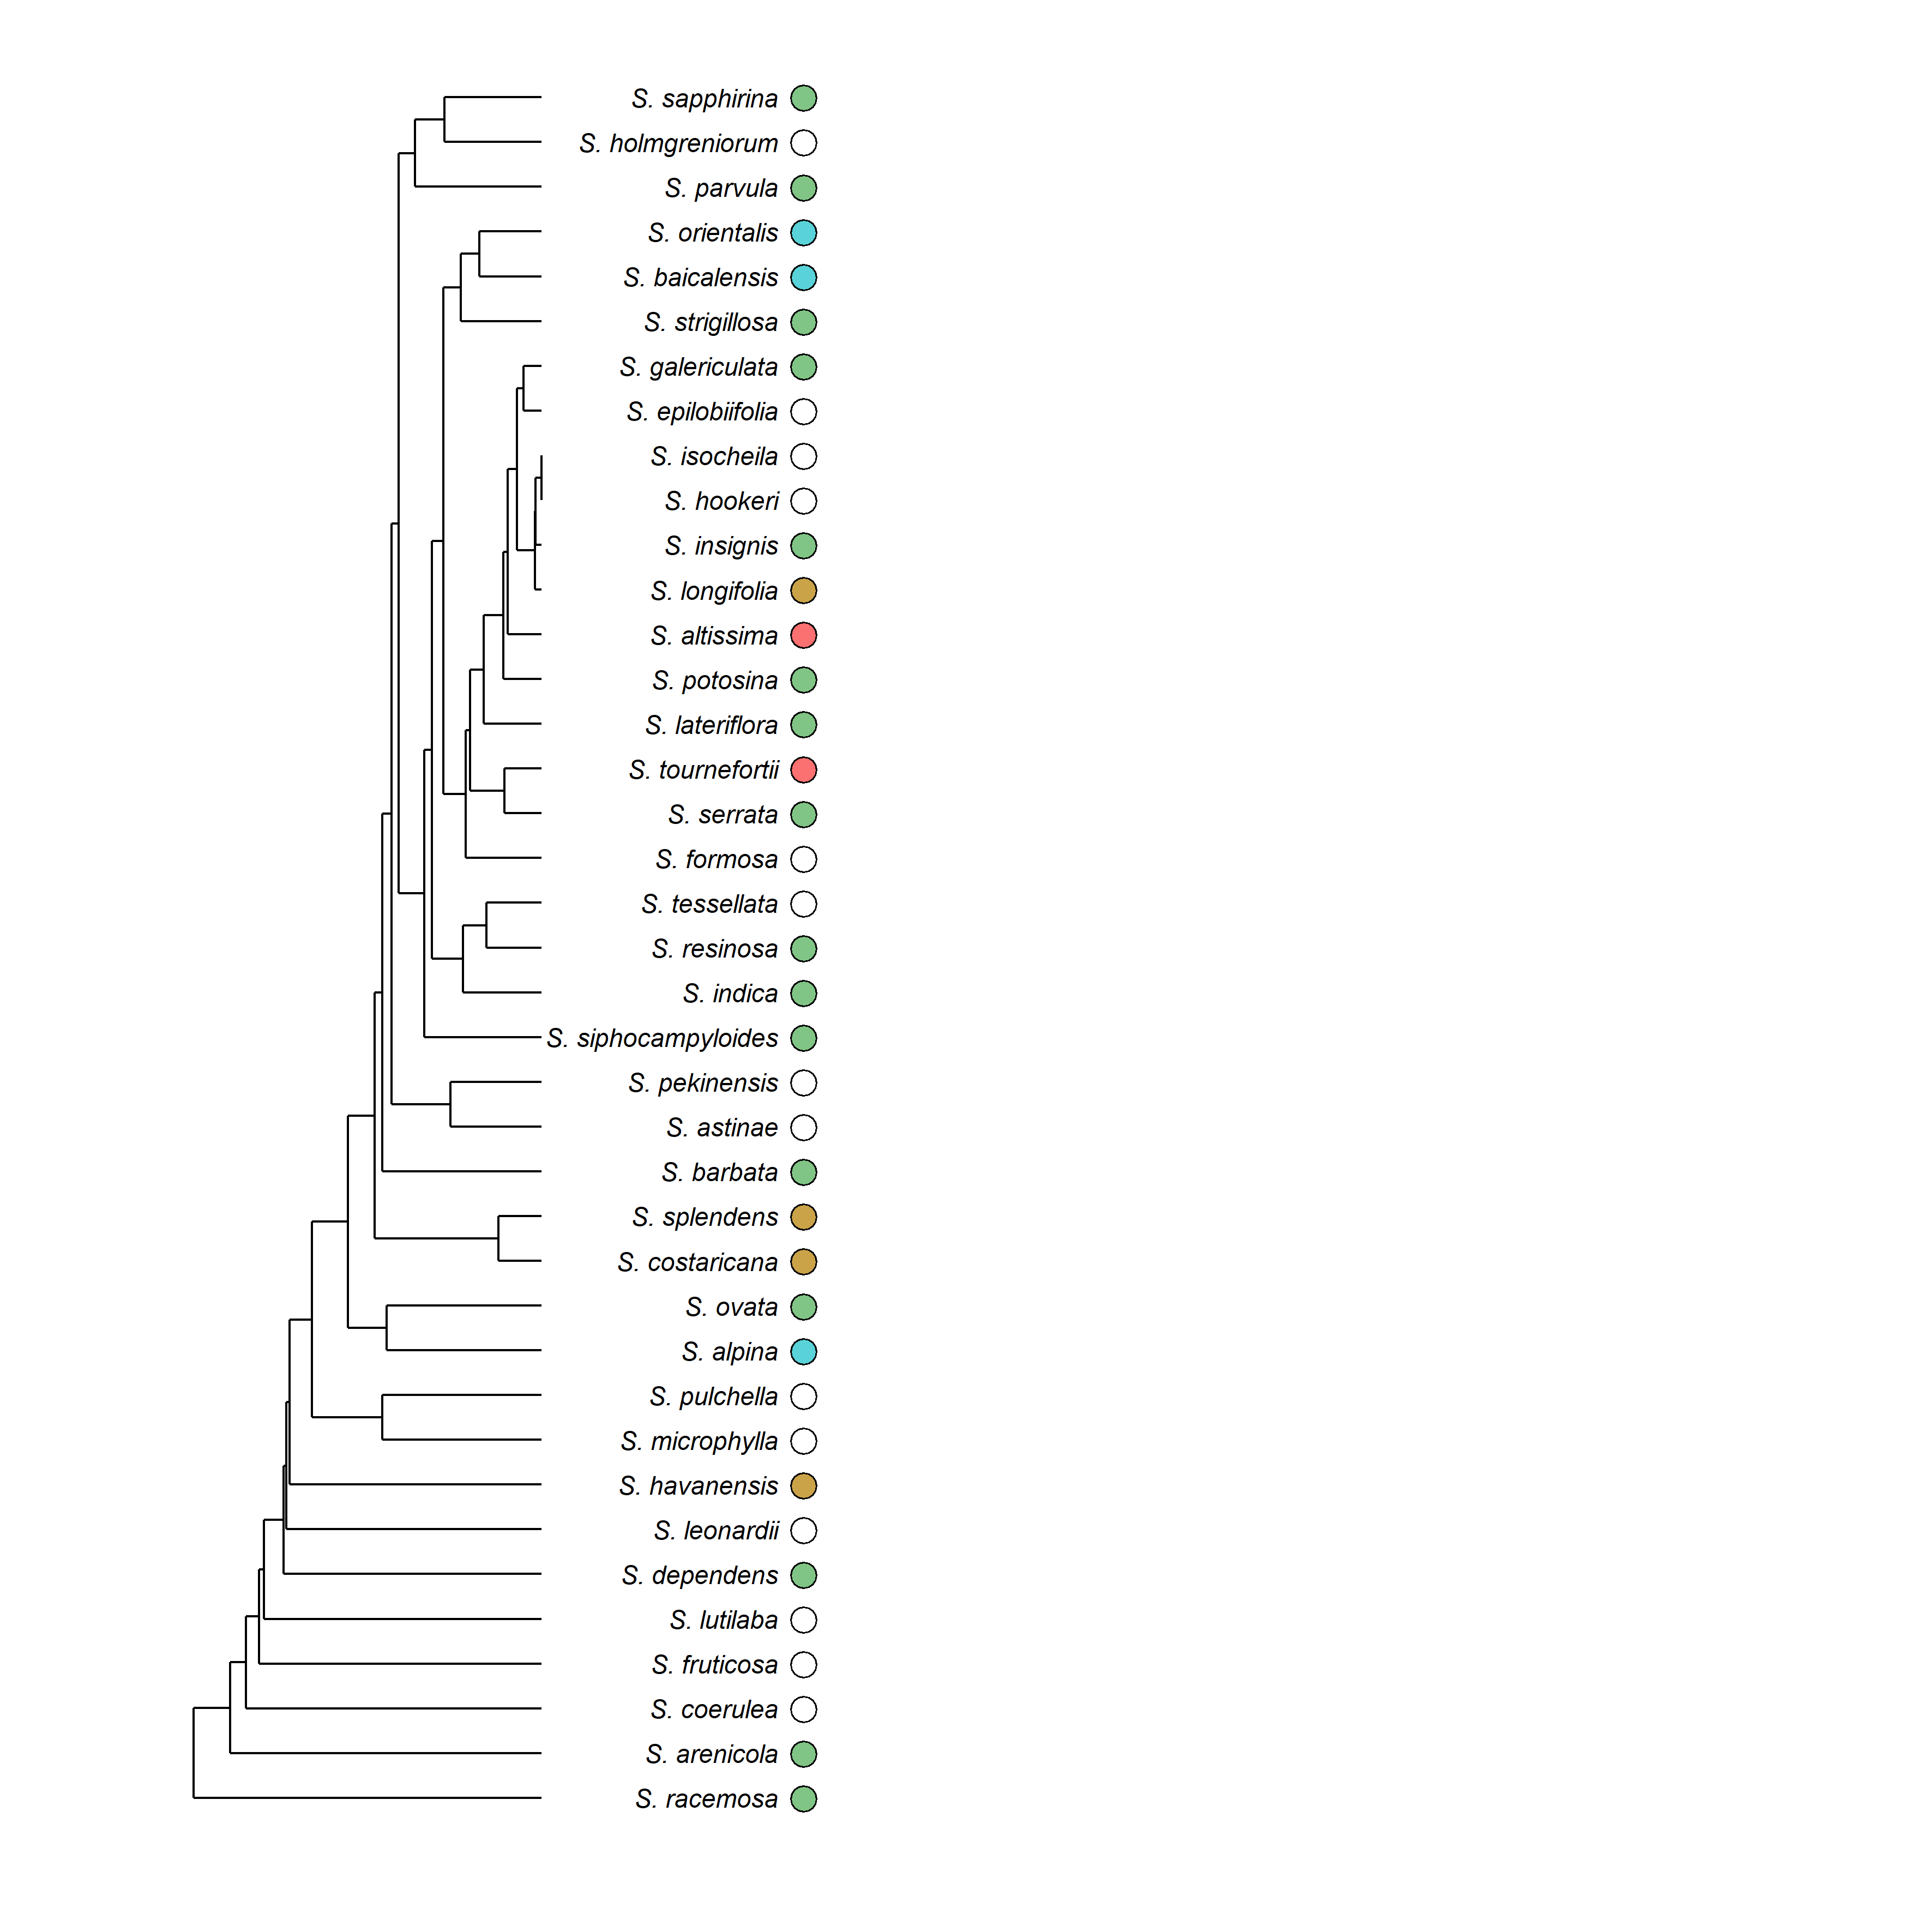 S. sapphirina
S. holmgreniorum
S. parvula
S. orientalis
S. baicalensis
S. strigillosa
S. galericulata
S. epilobiifolia
S. isocheila
S. hookeri
S. insignis
S. longifolia
S. altissima
S. potosina
S. lateriflora
S. tournefortii
S. serrata
S. formosa
S. tessellata
S. resinosa
S. indica
S. siphocampyloides
S. pekinensis
S. astinae
S. barbata
S. splendens
S. costaricana
S. ovata
S. alpina
S. pulchella
S. microphylla
S. havanensis
S. leonardii
S. dependens
S. lutilaba
S. fruticosa
S. coerulea
S. arenicola
S. racemosa